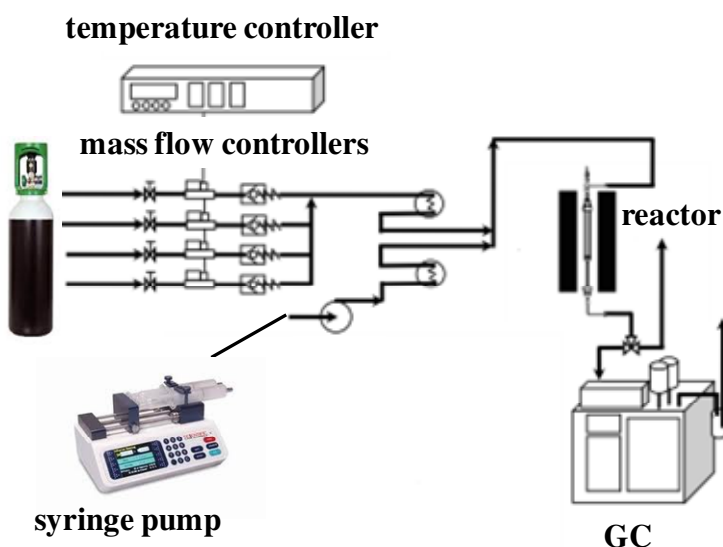 temperature controller
mass flow controllers
reactor
syringe pump
GC